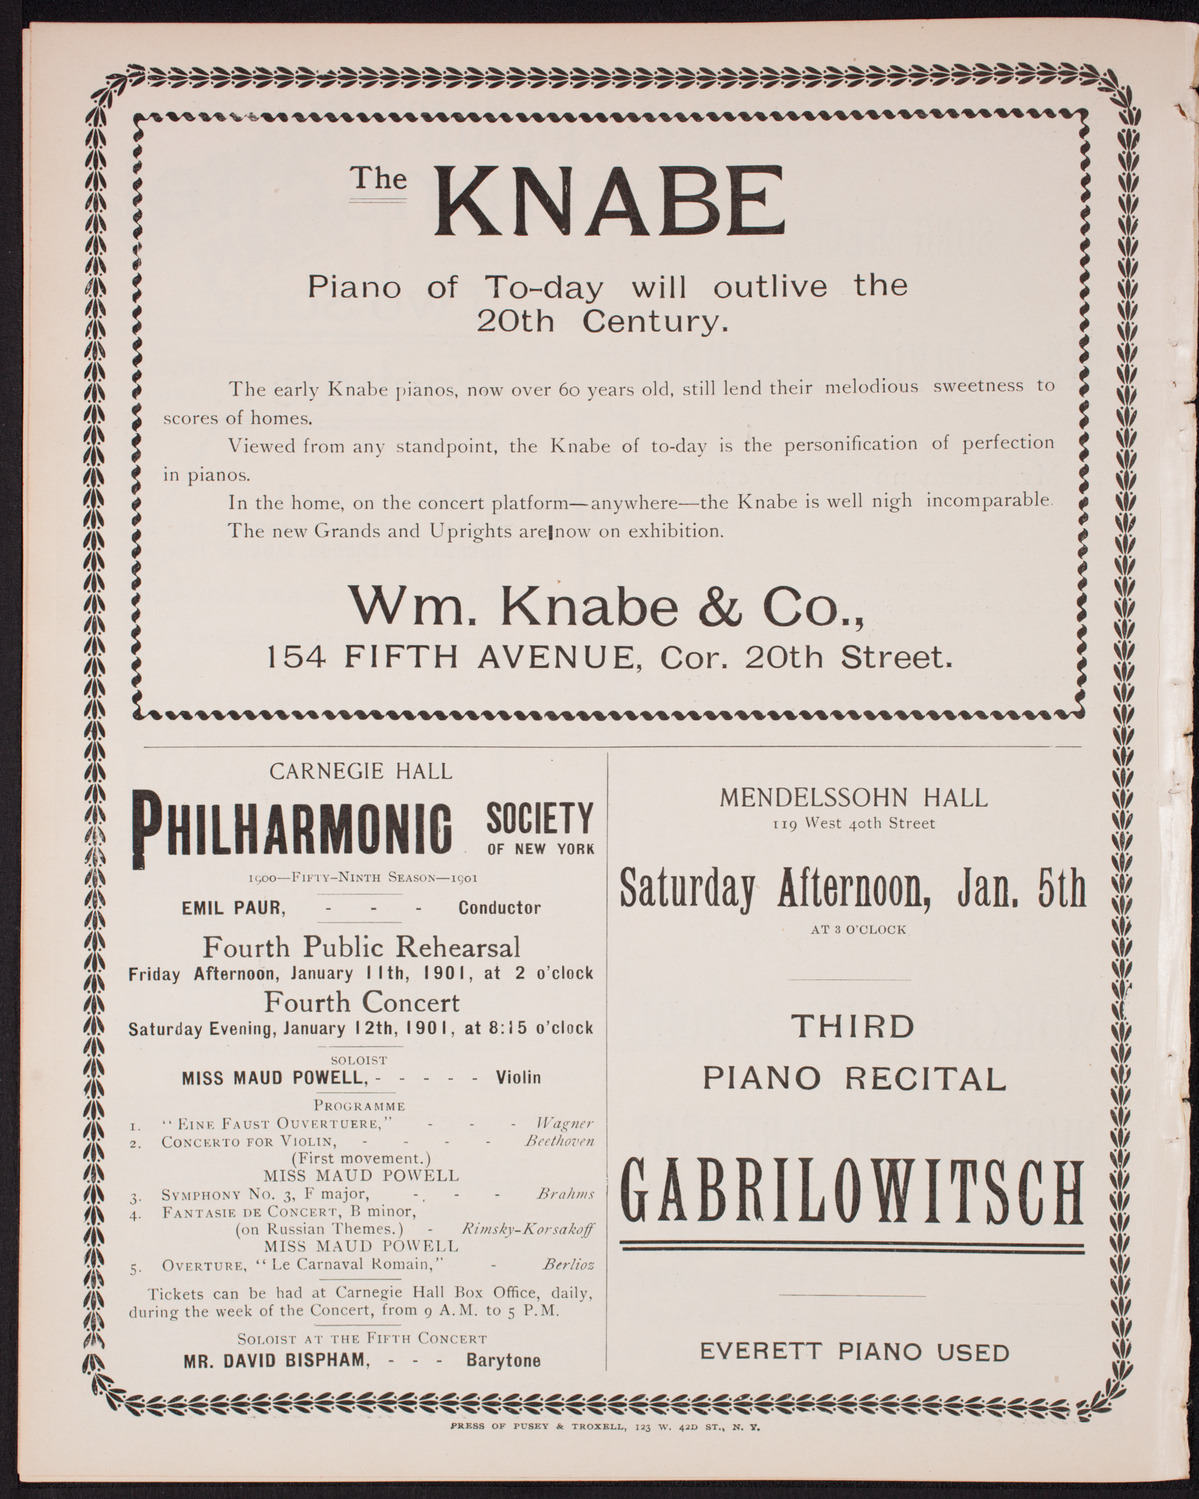 The KNABE
Piano of To-day will outlive the
20th Century.
The early Knabe pianos, now over 60 years old, still lend their melodious sweetness to
scores of homes.
Viewed from any standpoint, the Knabe of to-day is the personification of perfection
in pianos.
In the home, on the concert platform—anywhere—the Knabe is well nigh incomparable.
The new Grands and Uprights are now on exhibition.
Wm. Knabe & Co.,
154 FIFTH AVENUE, Cor. 20th Street.
CARNEGIE HALL
PHILHARMONIC SOCIETY
OF NEW YORK
1900—FIFTY-NINTH SEASON—1901
EMIL PAUR, - - - Conductor
Fourth Public Rehearsal
Friday Afternoon, January 11th, 1901, at 2 o'clock
Fourth Concert
Saturday Evening, January 12th, 1901, at 8:15 o'clock
SOLOIST
MISS MAUD POWELL, - - - - - Violin
PROGRAMME
1. "EINE FAUST OUVERTUERE," - - - Wagner
2. CONCERTO FOR VIOLIN, - - - - Beethoven
(First movement.)
MISS MAUD POWELL
3. SYMPHONY No. 3, F major, - - - Brahms
4. FANTASIE DE CONCERT, B minor,
(on Russian Themes.) - Rimsky-Korsakoff
MISS MAUD POWELL
5. OVERTURE, "Le Carnaval Romain," - Berlioz
Tickets can be had at Carnegie Hall Box Office, daily,
during the week of the Concert, from 9 A.M. to 5 P.M.
SOLOIST AT THE FIFTH CONCERT
MR. DAVID BISPHAM, - - - Barytone
MENDELSSOHN HALL
119 West 40th Street
Saturday Afternoon, Jan. 5th
AT 3 O'CLOCK
THIRD
PIANO RECITAL
GABRILOWITSCH
EVERETT PIANO USED
PRESS OF PUSEY & TROXELL, 123 W. 42D ST., N. Y.